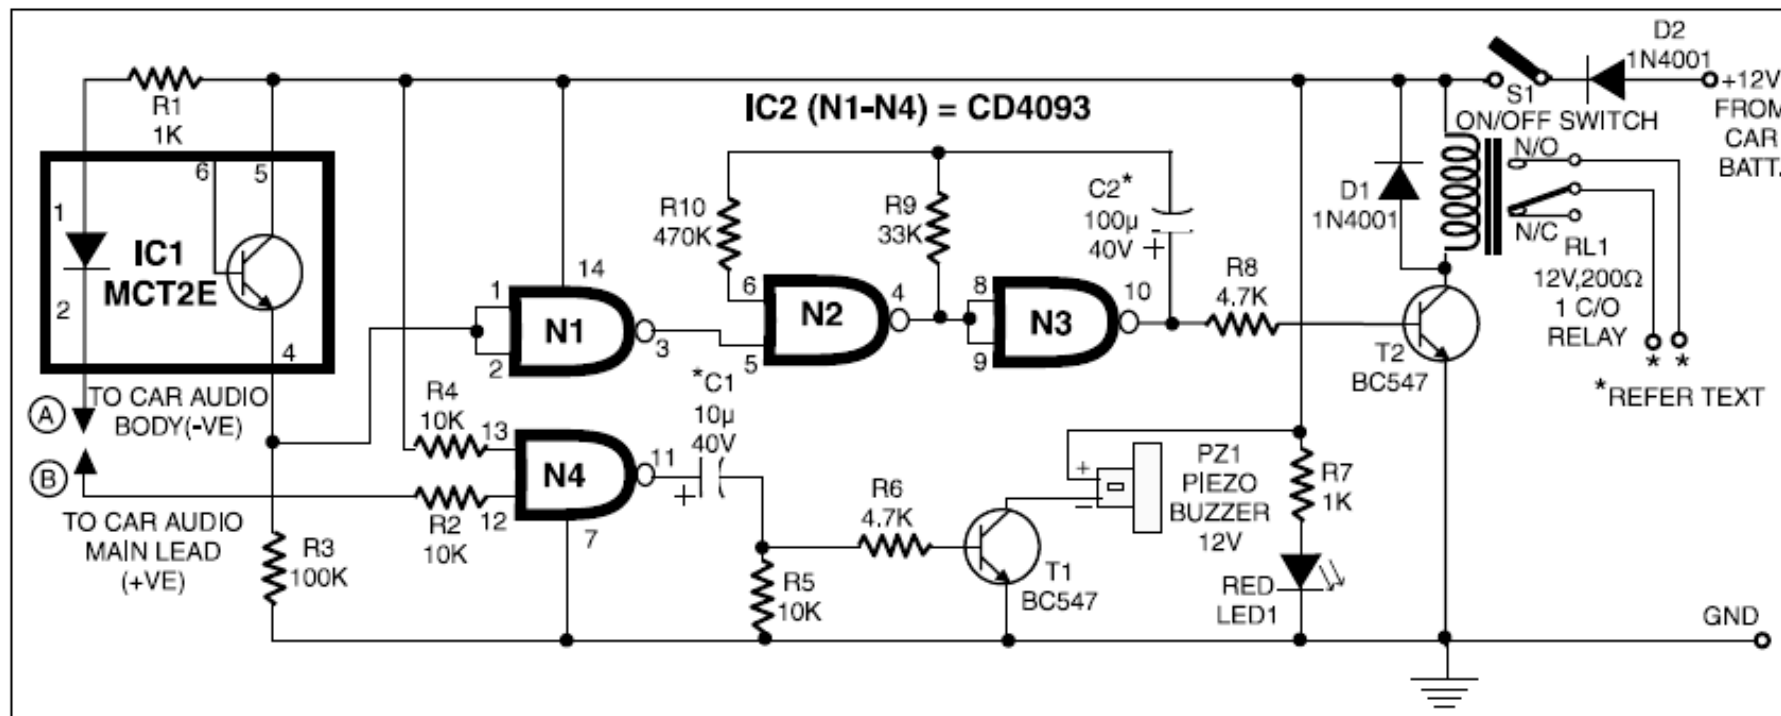 D2
1N4001
+12V
FROM
CAR
BATT.
S1
ON/OFF SWITCH
R1
1K
IC2 (N1-N4) = CD4093
N/O
N/C
RL1
12V,200Ω
1 C/O
RELAY
* *
*REFER TEXT
D1
1N4001
6
5
1
2
4
IC1
MCT2E
R10
470K
R9
33K
C2*
100µ
40V
+
14
1
2
N1
3
6
5
N2
4
8
9
N3
10
R8
4.7K
T2
BC547
A
TO CAR AUDIO
BODY(-VE)
B
TO CAR AUDIO
MAIN LEAD
(+VE)
R4
10K
13
12
N4
11
7
R2
10K
*C1
10µ
40V
+
R3
100K
R5
10K
R6
4.7K
T1
BC547
+
–
PZ1
PIEZO
BUZZER
12V
R7
1K
RED
LED1
GND